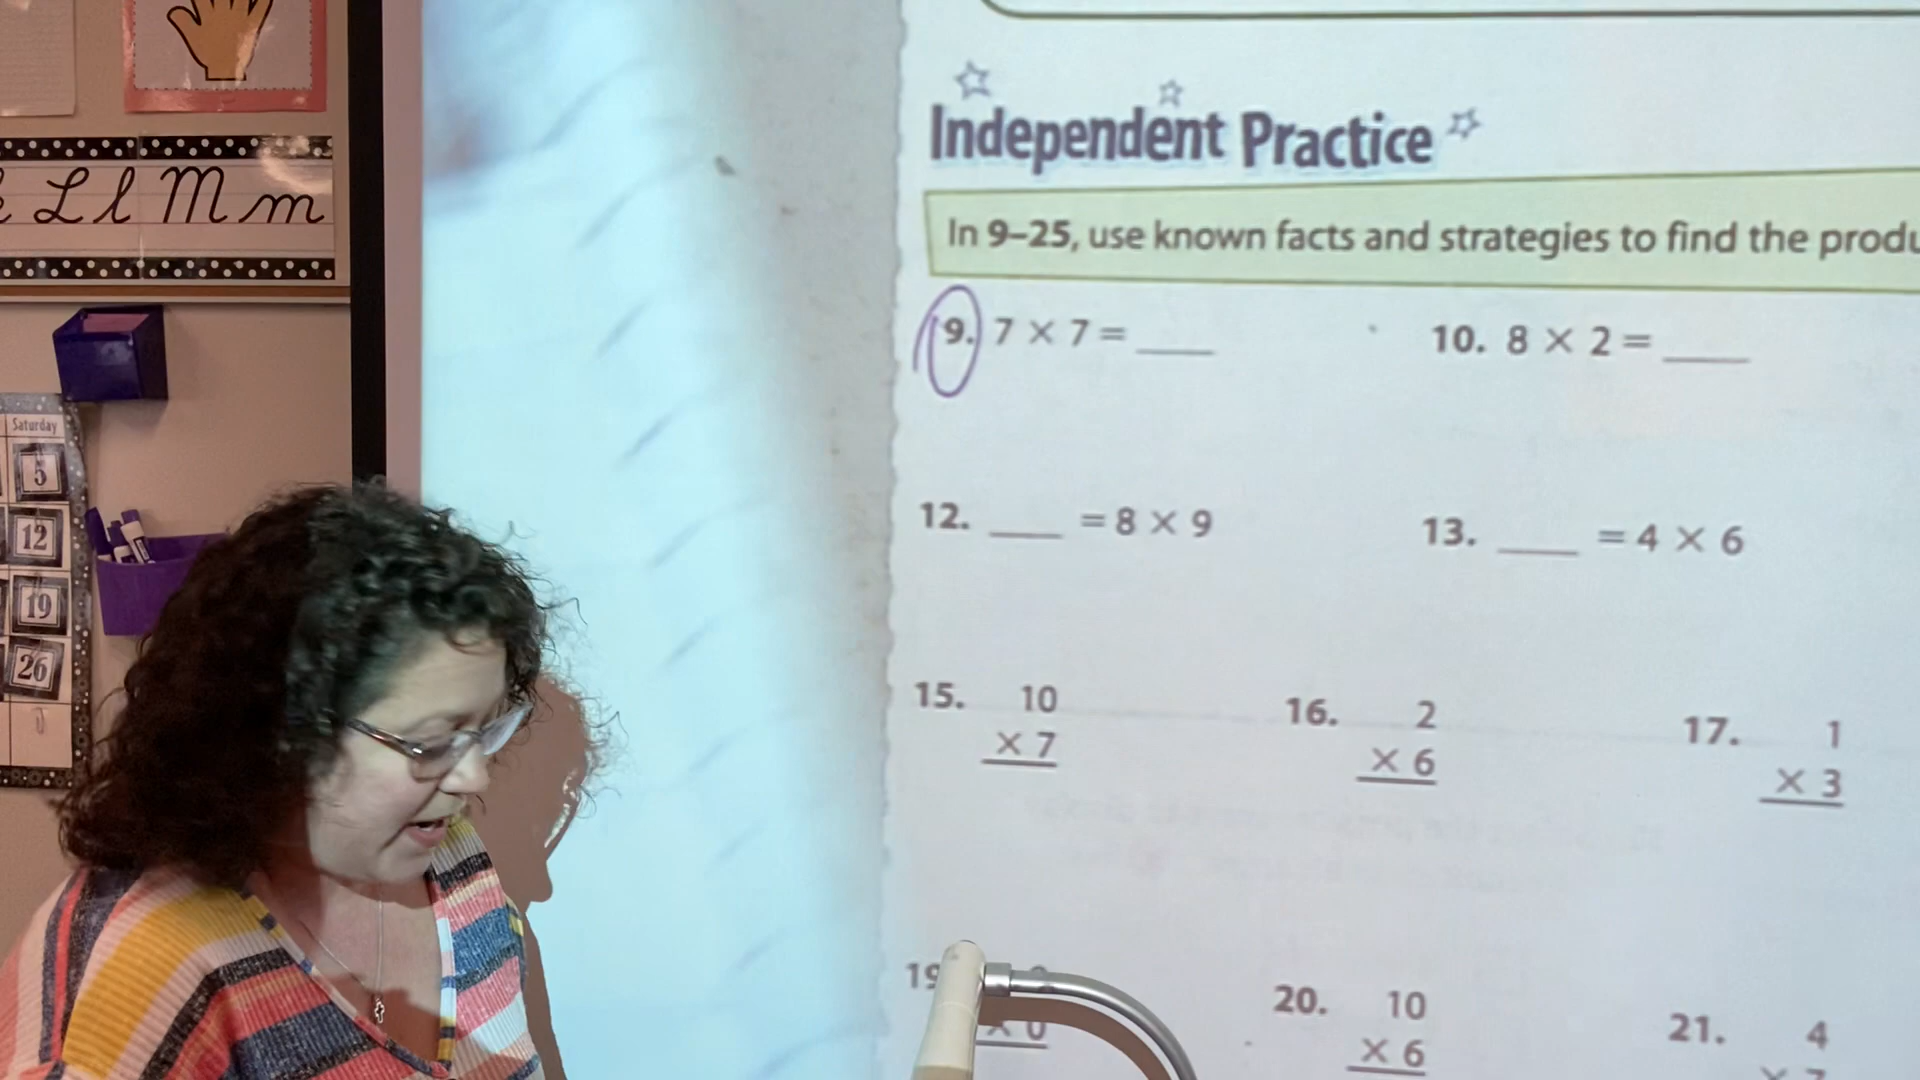 L l M m
Saturday
5
12
19
26
Independent Practice
In 9–25, use known facts and strategies to find the produ
9. 7 × 7 = ____
10. 8 × 2 = ____
12. ____ = 8 × 9
13. ____ = 4 × 6
15. 10
× 7
16. 2
× 6
17. 1
× 3
19
× 0
20. 10
× 6
21. 4